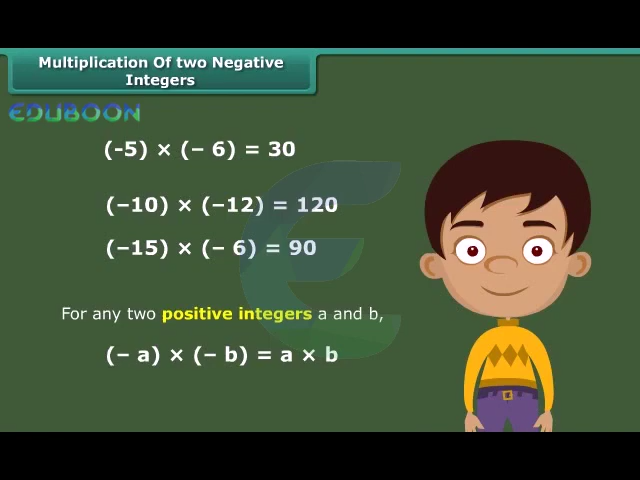 Multiplication Of two Negative
Integers
EDUBOON
(-5) × (– 6) = 30
(–10) × (–12) = 120
(–15) × (– 6) = 90
For any two positive integers a and b,
(– a) × (– b) = a × b